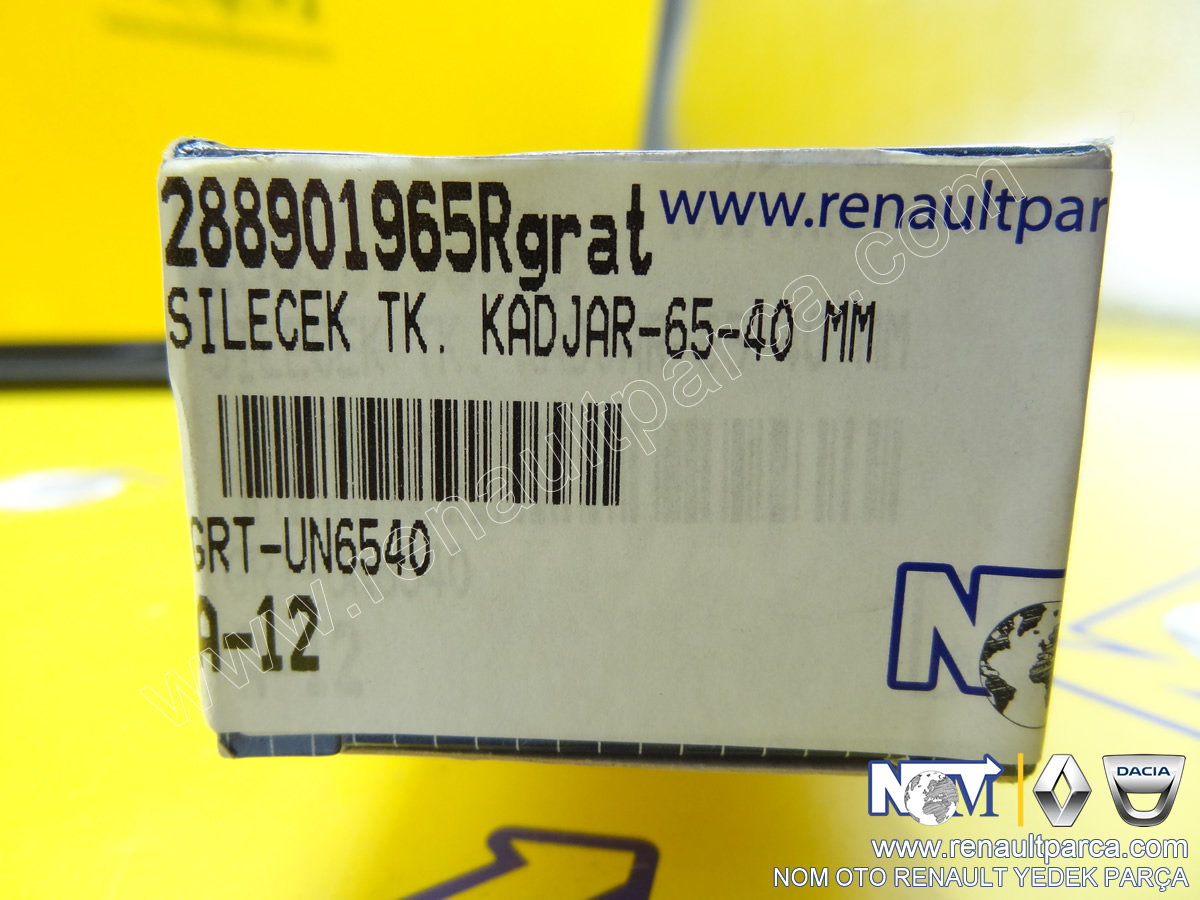 288901965Rgrat
www.renaultpar
SILECEK TK. KADJAR-65-40 MM
GRT-UN6540
A-12
N
www.renaultparca.com
NOM
DACIA
www.renaultparca.com
NOM OTO RENAULT YEDEK PARÇA